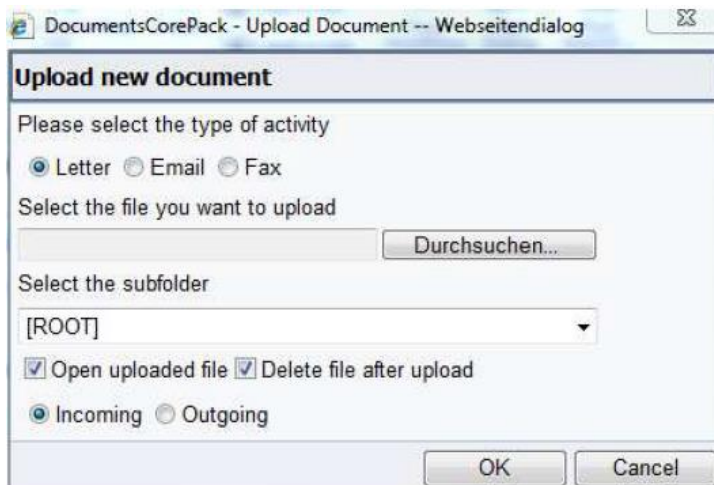 DocumentsCorePack - Upload Document -- Webseitendialog
Upload new document
Please select the type of activity
Letter Email Fax
Select the file you want to upload
Durchsuchen...
Select the subfolder
[ROOT]
Open uploaded file Delete file after upload
Incoming Outgoing
OK Cancel